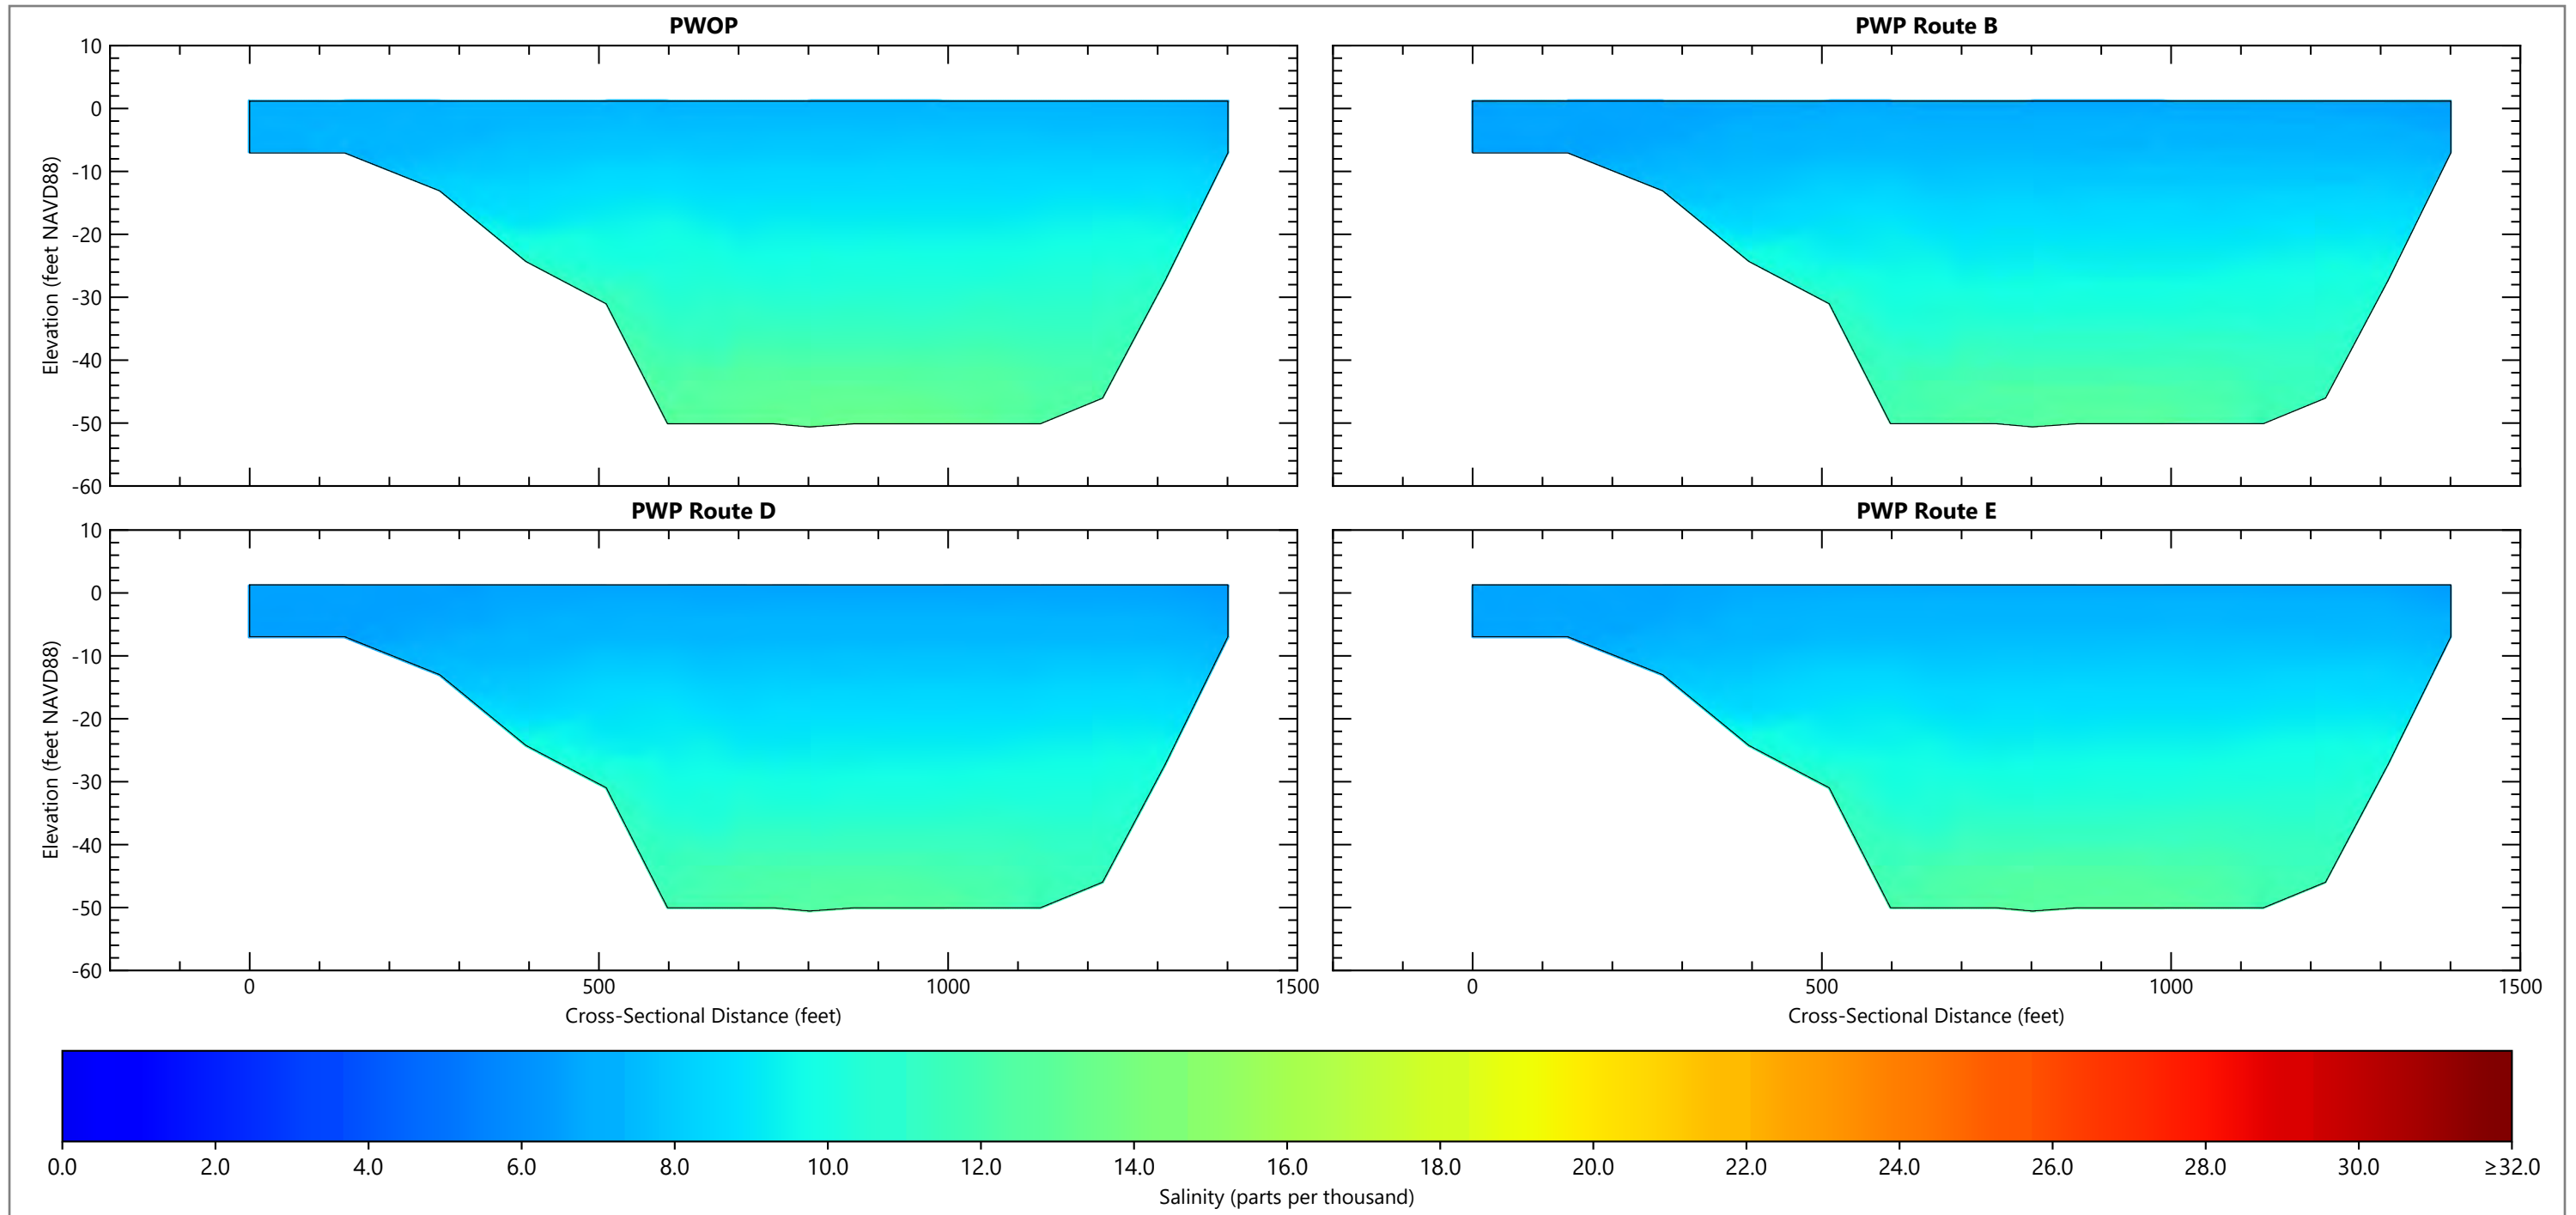 PWOP
PWP Route B
10
0
-10
-20
-30
-40
-50
-60
Elevation (feet NAVD88)
PWP Route D
PWP Route E
10
0
-10
-20
-30
-40
-50
-60
Elevation (feet NAVD88)
0 500 1000 1500
0 500 1000 1500
Cross-Sectional Distance (feet)
Cross-Sectional Distance (feet)
0.0 2.0 4.0 6.0 8.0 10.0 12.0 14.0 16.0 18.0 20.0 22.0 24.0 26.0 28.0 30.0 ≥32.0
Salinity (parts per thousand)